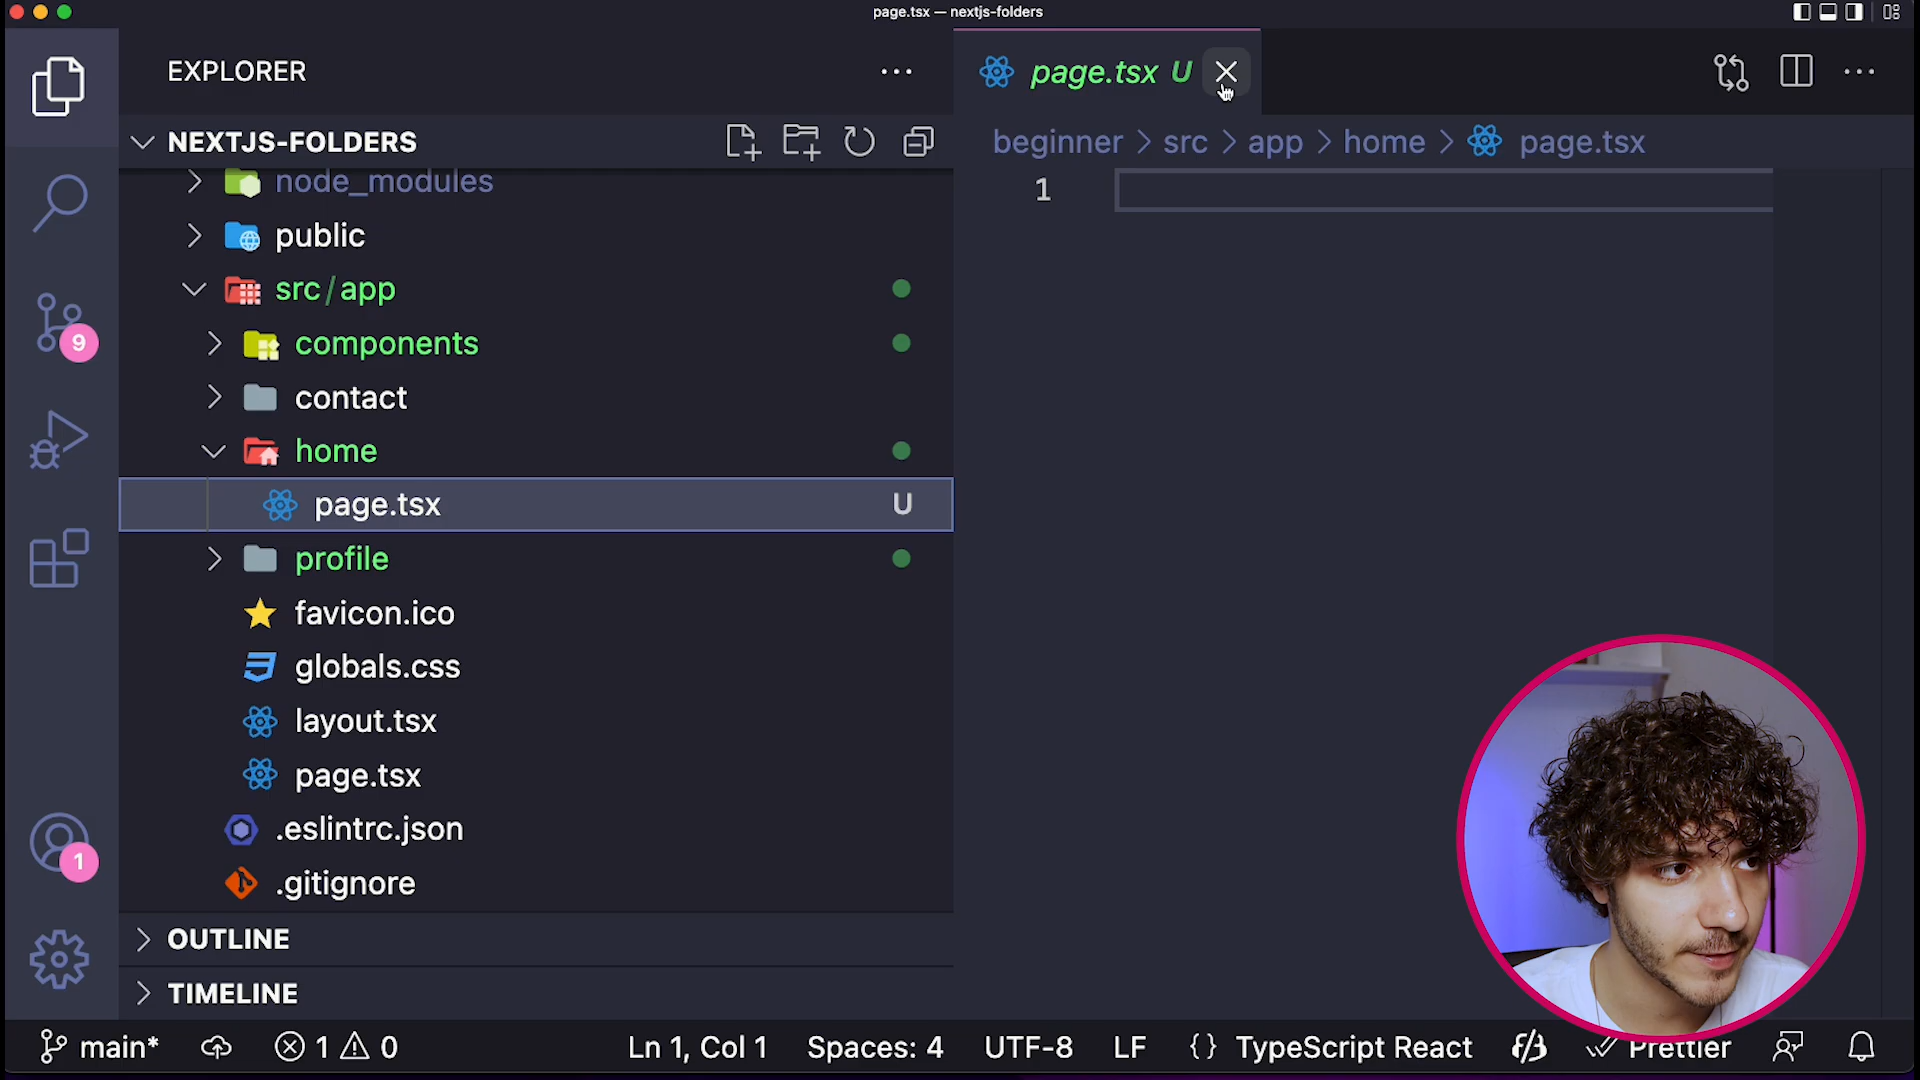 page.tsx — nextjs-folders
EXPLORER
page.tsx U
NEXTJS-FOLDERS
beginner > src > app > home > page.tsx
node_modules
public
1
src/app
components
contact
home
page.tsx U
profile
favicon.ico
globals.css
layout.tsx
page.tsx
.eslintrc.json
.gitignore
OUTLINE
TIMELINE
9
1
main* 1 0 Ln 1, Col 1 Spaces: 4 UTF-8 LF {} TypeScript React Prettier